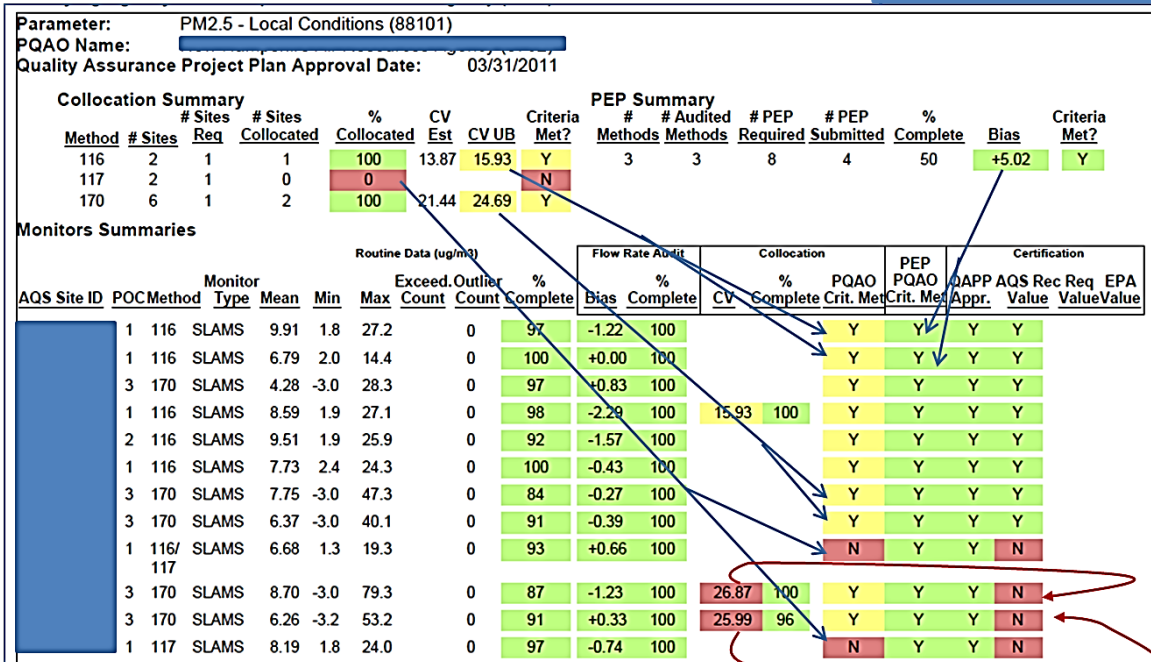 Parameter: PM2.5 - Local Conditions (88101)
PQAO Name:
Quality Assurance Project Plan Approval Date: 03/31/2011
Collocation Summary PEP Summary
# Sites # Sites % CV Criteria # # Audited # PEP # PEP % Criteria
Method # Sites Req Collocated Collocated Est CV UB Met? Methods Methods Required Submitted Complete Bias Met?
116 2 1 1 100 13.87 15.93 Y 3 3 8 4 50 +5.02 Y
117 2 1 0 0 N
170 6 1 2 100 21.44 24.69 Y
Monitors Summaries
Routine Data (ug/m3) Flow Rate Audit Collocation PEP Certification
Monitor Exceed. Outlier % % % PQAO PQAO QAPP AQS Rec Req EPA
AQS Site ID POC Method Type Mean Min Max Count Count Complete Bias Complete CV Complete Crit. Met Crit. Met Appr. Value Value Value
1 116 SLAMS 9.91 1.8 27.2 0 97 -1.22 100 Y Y Y Y
1 116 SLAMS 6.79 2.0 14.4 0 100 +0.00 100 Y Y Y Y
3 170 SLAMS 4.28 -3.0 28.3 0 97 +0.83 100 Y Y Y Y
1 116 SLAMS 8.59 1.9 27.1 0 98 -2.29 100 15.93 100 Y Y Y Y
2 116 SLAMS 9.51 1.9 25.9 0 92 -1.57 100 Y Y Y Y
1 116 SLAMS 7.73 2.4 24.3 0 100 -0.43 100 Y Y Y Y
3 170 SLAMS 7.75 -3.0 47.3 0 84 -0.27 100 Y Y Y Y
3 170 SLAMS 6.37 -3.0 40.1 0 91 -0.39 100 Y Y Y Y
1 116/ SLAMS 6.68 1.3 19.3 0 93 +0.66 100 N Y Y N
117
3 170 SLAMS 8.70 -3.0 79.3 0 87 -1.23 100 26.87 100 Y Y Y N
3 170 SLAMS 6.26 -3.2 53.2 0 91 +0.33 100 25.99 96 Y Y Y N
1 117 SLAMS 8.19 1.8 24.0 0 97 -0.74 100 N Y Y N